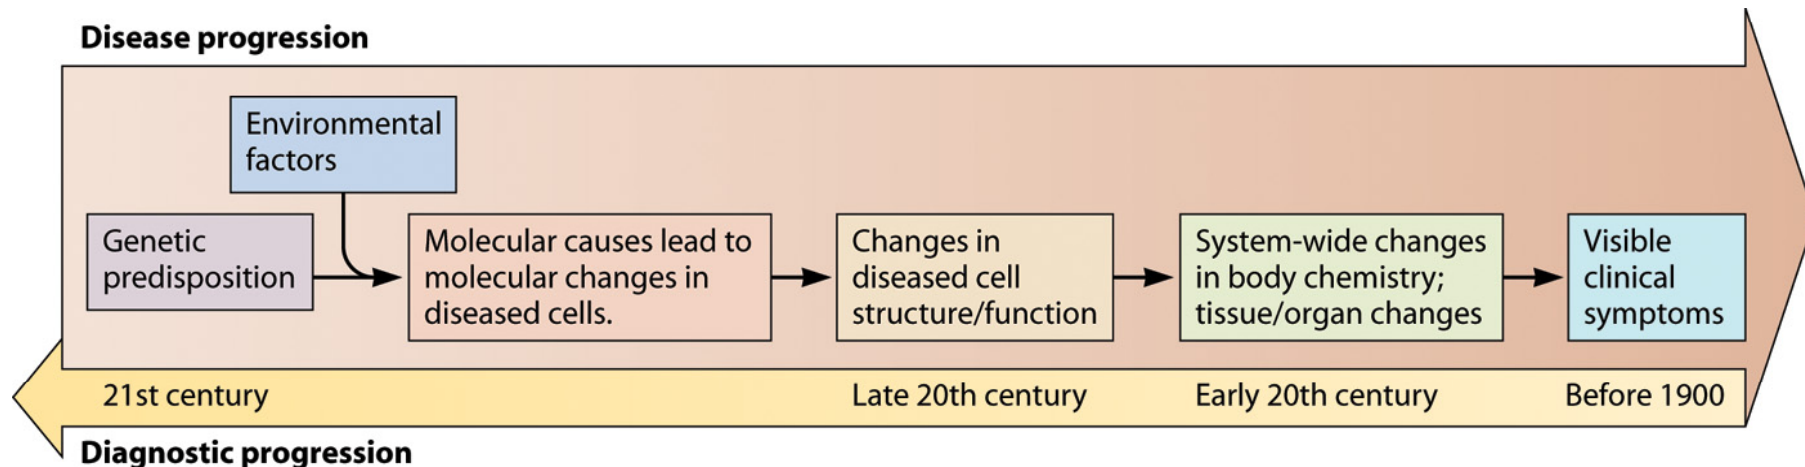 Disease progression
Environmental
factors
Genetic
predisposition
Molecular causes lead to
molecular changes in
diseased cells.
Changes in
diseased cell
structure/function
System-wide changes
in body chemistry;
tissue/organ changes
Visible
clinical
symptoms
21st century
Late 20th century
Early 20th century
Before 1900
Diagnostic progression